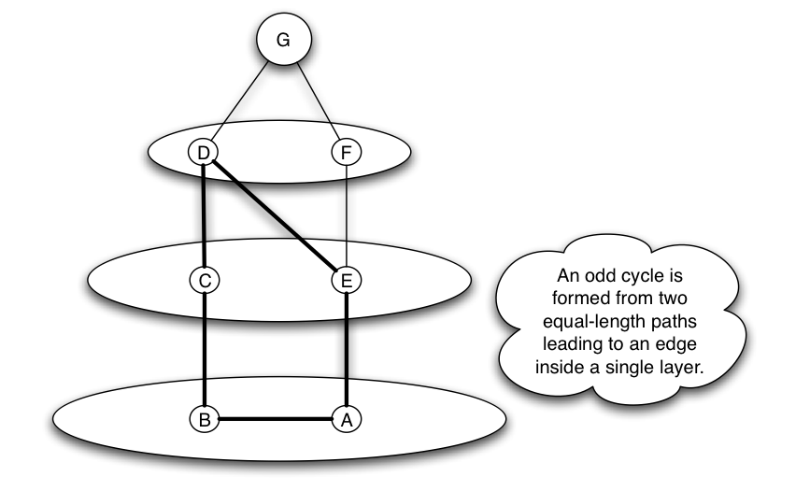 G
D F
C E
An odd cycle is
formed from two
equal-length paths
leading to an edge
inside a single layer.
B A